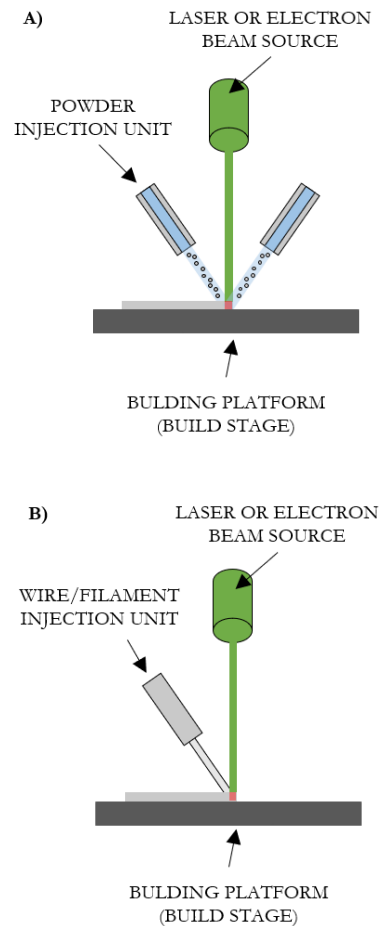 A)
LASER OR ELECTRON
BEAM SOURCE
POWDER
INJECTION UNIT
BULDING PLATFORM
(BUILD STAGE)
B)
LASER OR ELECTRON
BEAM SOURCE
WIRE/FILAMENT
INJECTION UNIT
BULDING PLATFORM
(BUILD STAGE)